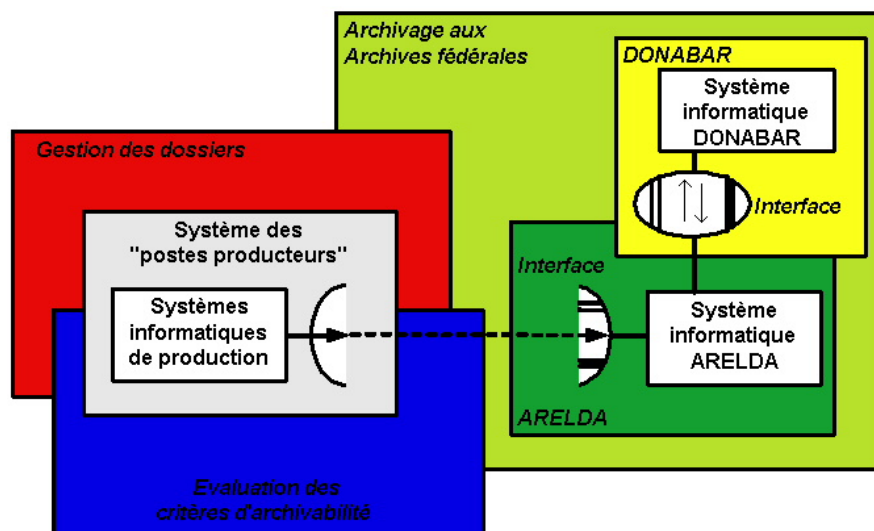 Archivage aux
Archives fédérales
DONABAR
Système
informatique
DONABAR
Interface
Gestion des dossiers
Système des
"postes producteurs"
Systèmes
informatiques
de production
Interface
Système
informatique
ARELDA
ARELDA
Evaluation des
critères d'archivabilité